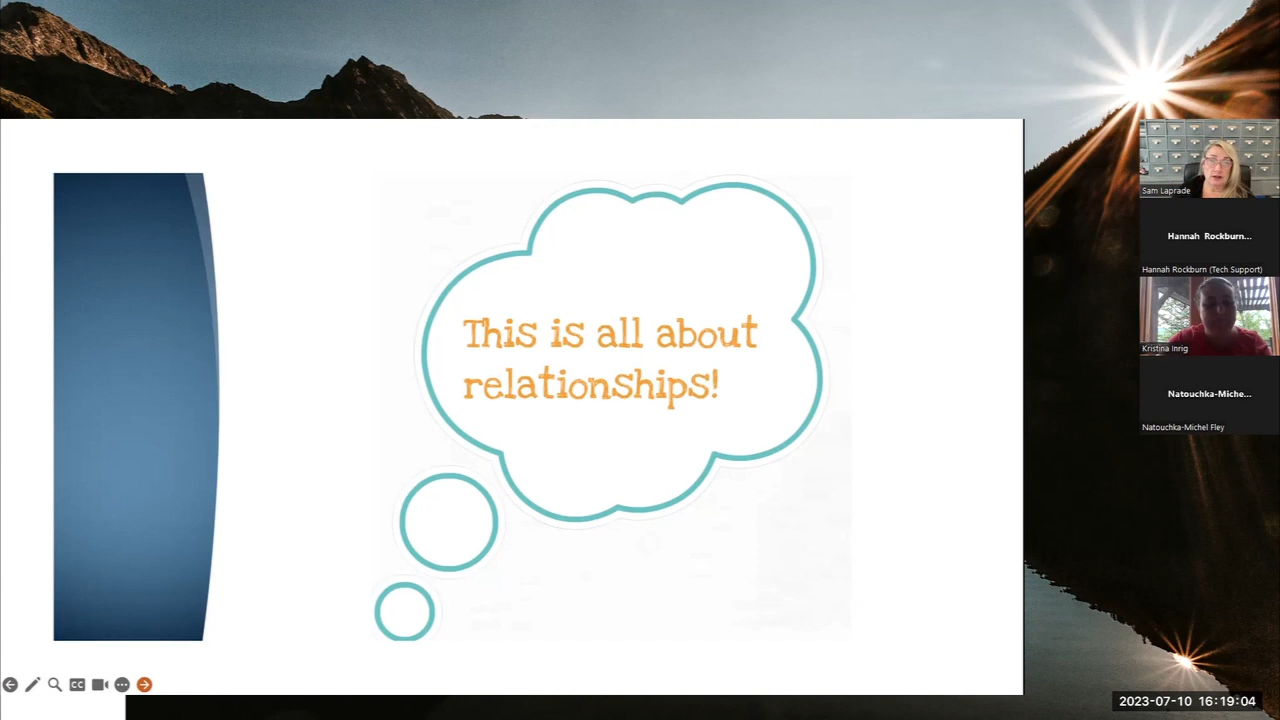 This is all about
relationships!
Sam Laprade
Hannah Rockburn...
Hannah Rockburn (Tech Support)
Kristina Inrig
Natouchka-Miche...
Natouchka-Michel Fley
CC
2023-07-10 16:19:04